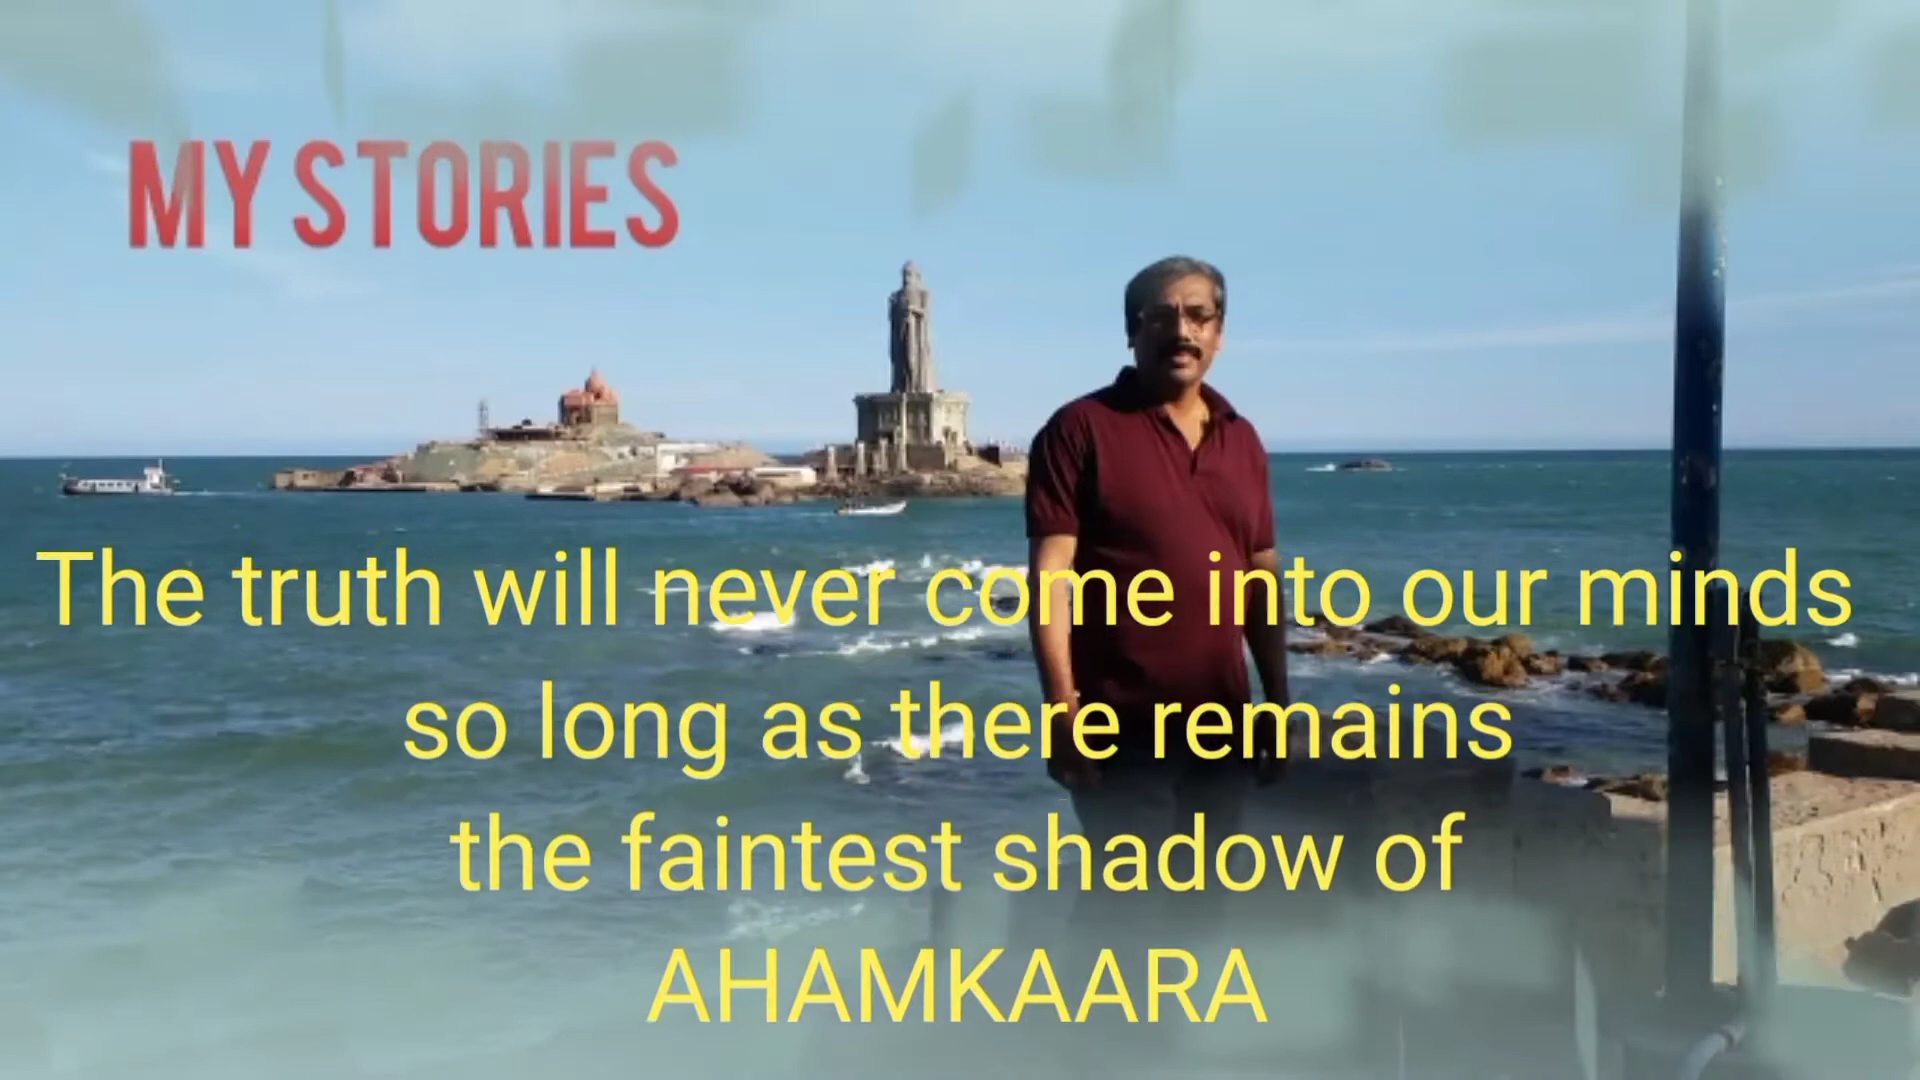 MY STORIES
The truth will never come into our minds
so long as there remains
the faintest shadow of
AHAMKAARA